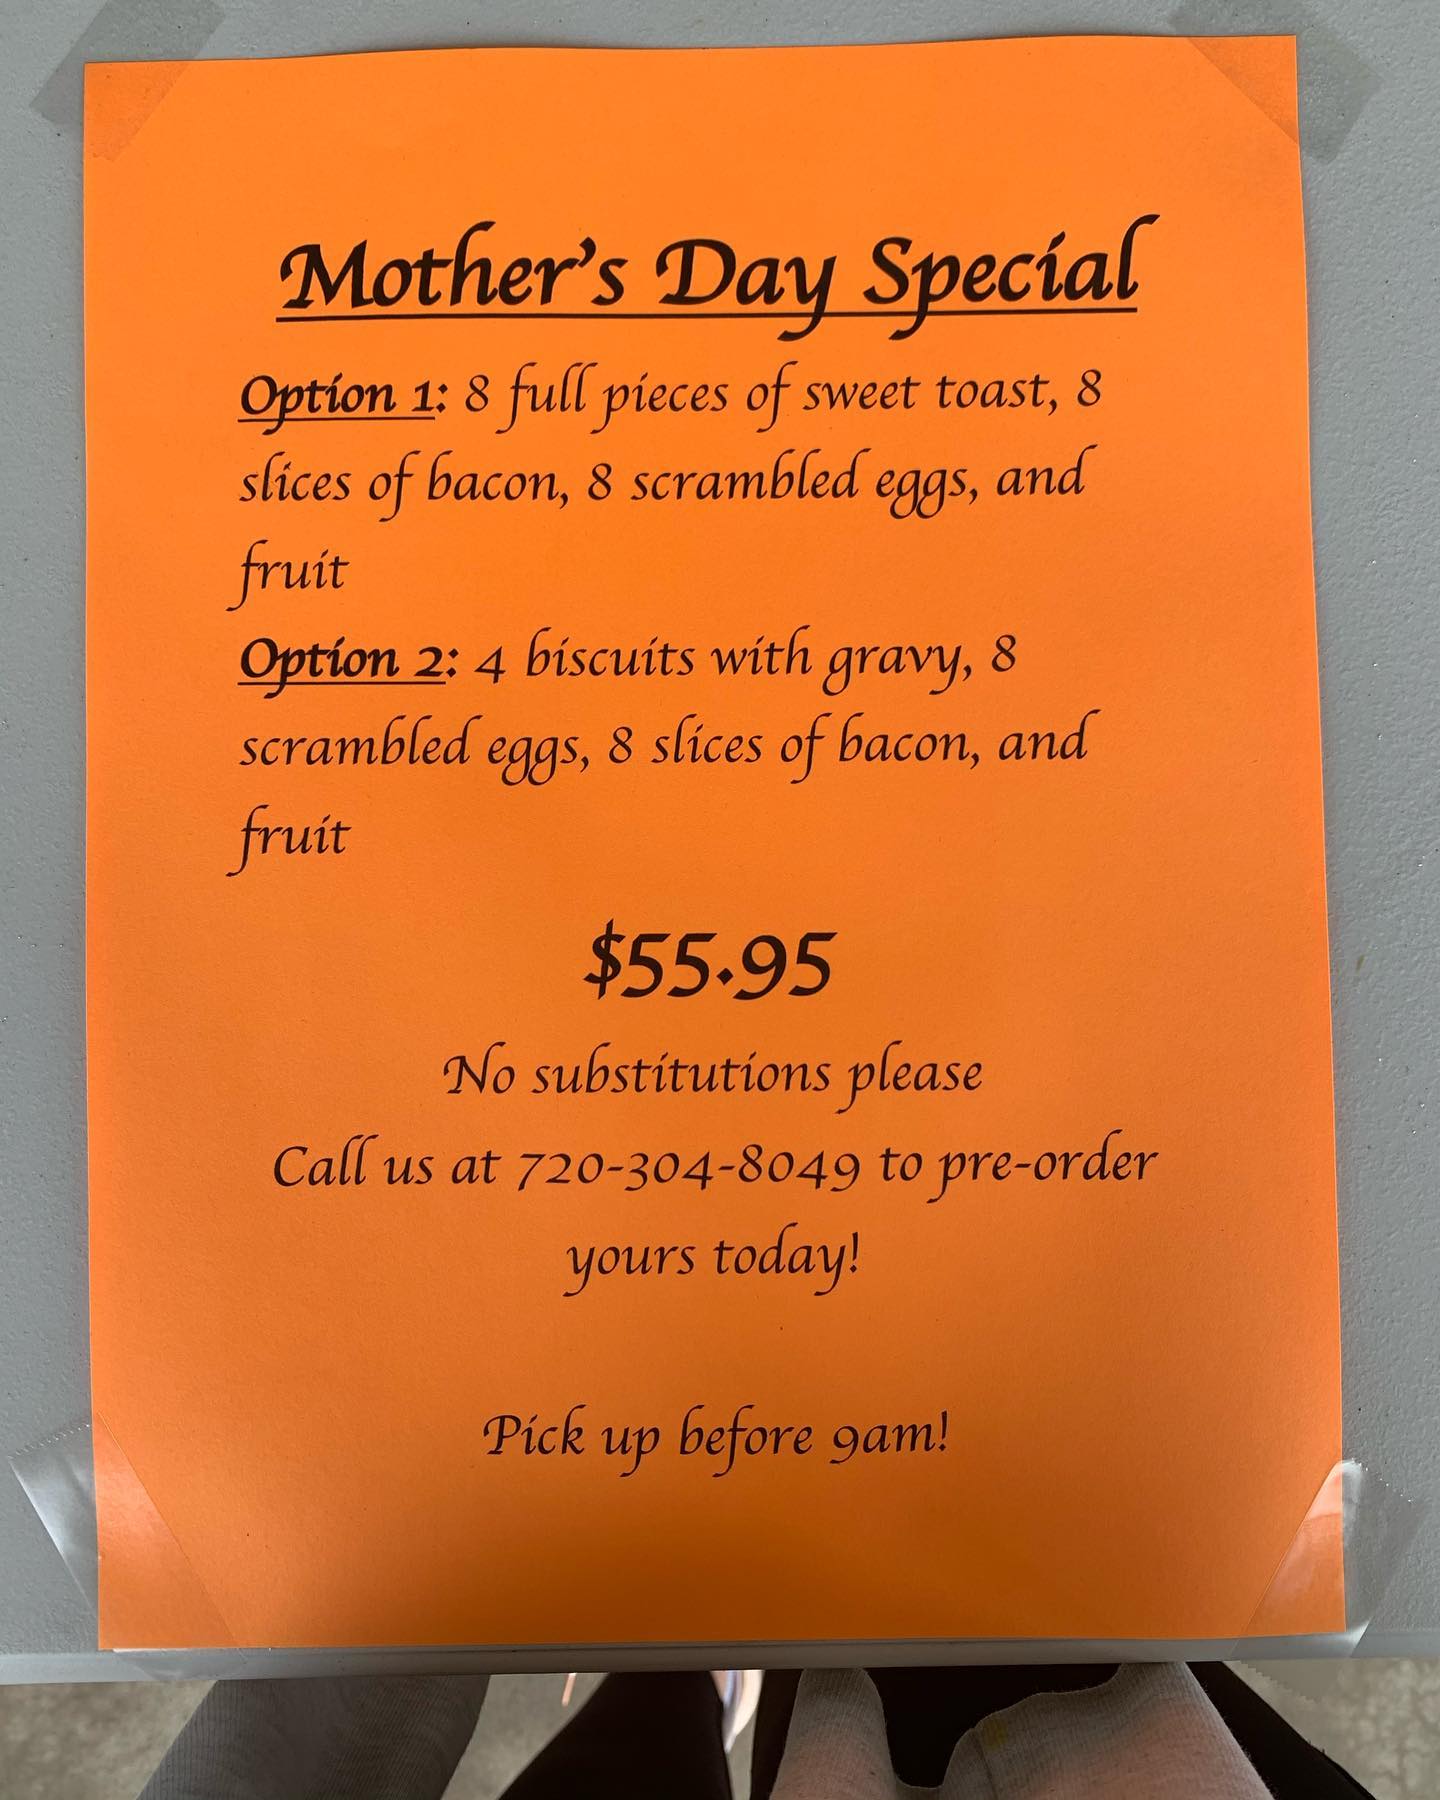 Mother's Day Special
Option 1: 8 full pieces of sweet toast, 8
slices of bacon, 8 scrambled eggs, and
fruit
Option 2: 4 biscuits with gravy, 8
scrambled eggs, 8 slices of bacon, and
fruit
$55.95
No substitutions please
Call us at 720-304-8049 to pre-order
yours today!
Pick up before 9am!